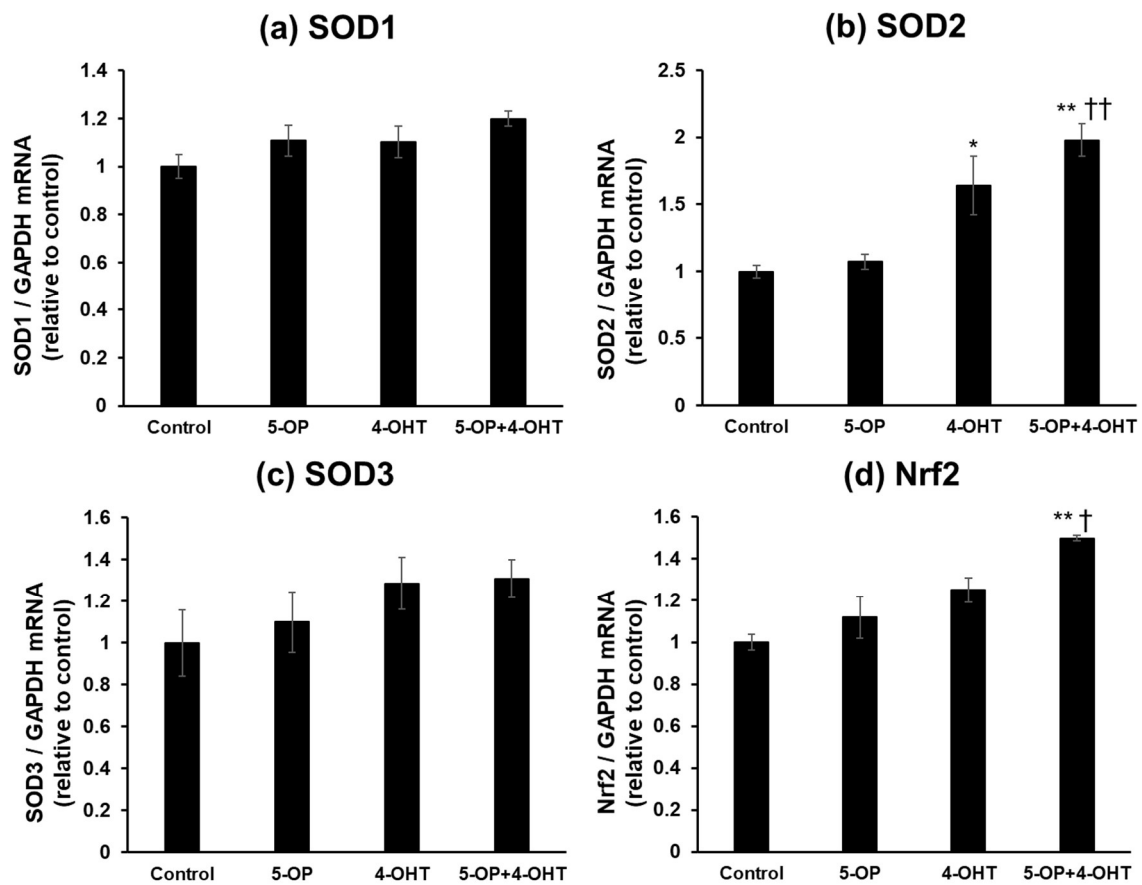 (a) SOD1
SOD1 / GAPDH mRNA
(relative to control)
1.4
1.2
1
0.8
0.6
0.4
0.2
0
Control 5-OP 4-OHT 5-OP+4-OHT
(b) SOD2
SOD2 / GAPDH mRNA
(relative to control)
2.5
2
1.5
1
0.5
0
*
** ††
Control 5-OP 4-OHT 5-OP+4-OHT
(c) SOD3
SOD3 / GAPDH mRNA
(relative to control)
1.6
1.4
1.2
1
0.8
0.6
0.4
0.2
0
Control 5-OP 4-OHT 5-OP+4-OHT
(d) Nrf2
Nrf2 / GAPDH mRNA
(relative to control)
1.6
1.4
1.2
1
0.8
0.6
0.4
0.2
0
** †
Control 5-OP 4-OHT 5-OP+4-OHT